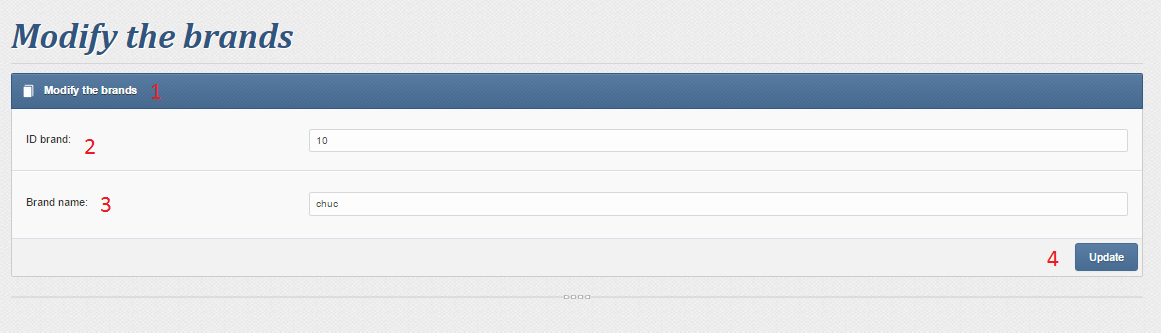 Modify the brands
Modify the brands 1
ID brand: 2 10
Brand name: 3 chuc
4 Update